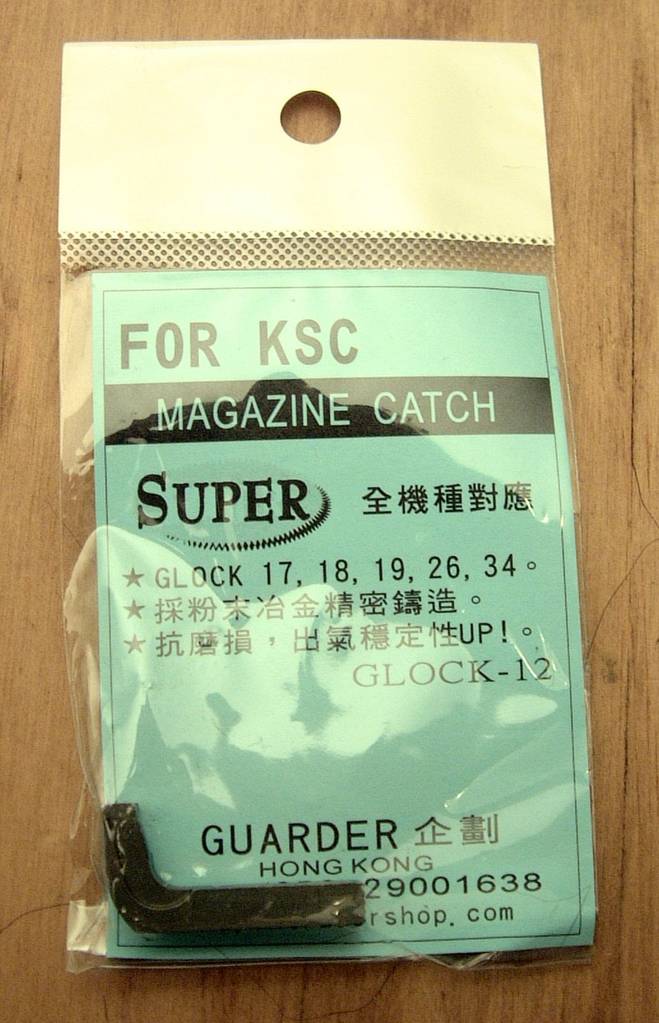 FOR KSC
MAGAZINE CATCH
SUPER 全機種對應
★ GLOCK 17, 18, 19, 26, 34。
★ 採粉末冶金精密鑄造。
★ 抗磨損，出氣穩定性UP!。
GLOCK-12
GUARDER 企劃
HONG KONG
29001638
rshop.com